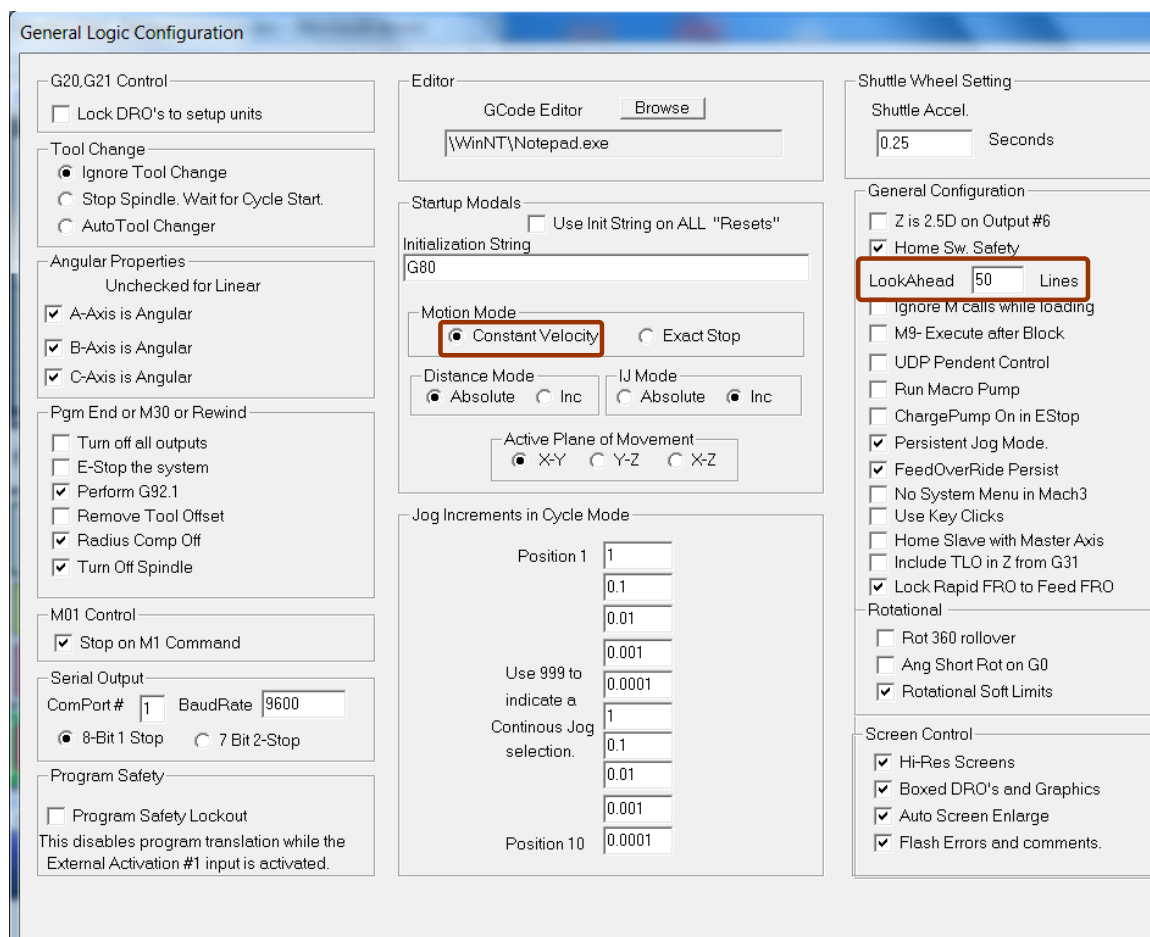 General Logic Configuration
G20,G21 Control
Lock DRO's to setup units
Tool Change
Ignore Tool Change
Stop Spindle. Wait for Cycle Start.
AutoTool Changer
Angular Properties
Unchecked for Linear
A-Axis is Angular
B-Axis is Angular
C-Axis is Angular
Pgm End or M30 or Rewind
Turn off all outputs
E-Stop the system
Perform G92.1
Remove Tool Offset
Radius Comp Off
Turn Off Spindle
M01 Control
Stop on M1 Command
Serial Output
ComPort # 1 BaudRate 9600
8-Bit 1 Stop 7 Bit 2-Stop
Program Safety
Program Safety Lockout
This disables program translation while the
External Activation #1 input is activated.
Editor
GCode Editor Browse
\WinNT\Notepad.exe
Startup Modals
Use Init String on ALL "Resets"
Initialization String
G80
Motion Mode
Constant Velocity Exact Stop
Distance Mode
Absolute Inc
IJ Mode
Absolute Inc
Active Plane of Movement
X-Y Y-Z X-Z
Jog Increments in Cycle Mode
Position 1 1
0.1
0.01
0.001
Use 999 to
0.0001
indicate a
1
Continous Jog
0.1
selection.
0.01
0.001
Position 10 0.0001
Shuttle Wheel Setting
Shuttle Accel.
0.25 Seconds
General Configuration
Z is 2.5D on Output #6
Home Sw. Safety
LookAhead 50 Lines
Ignore M calls while loading
M9- Execute after Block
UDP Pendent Control
Run Macro Pump
ChargePump On in EStop
Persistent Jog Mode.
FeedOverRide Persist
No System Menu in Mach3
Use Key Clicks
Home Slave with Master Axis
Include TLO in Z from G31
Lock Rapid FRO to Feed FRO
Rotational
Rot 360 rollover
Ang Short Rot on G0
Rotational Soft Limits
Screen Control
Hi-Res Screens
Boxed DRO's and Graphics
Auto Screen Enlarge
Flash Errors and comments.